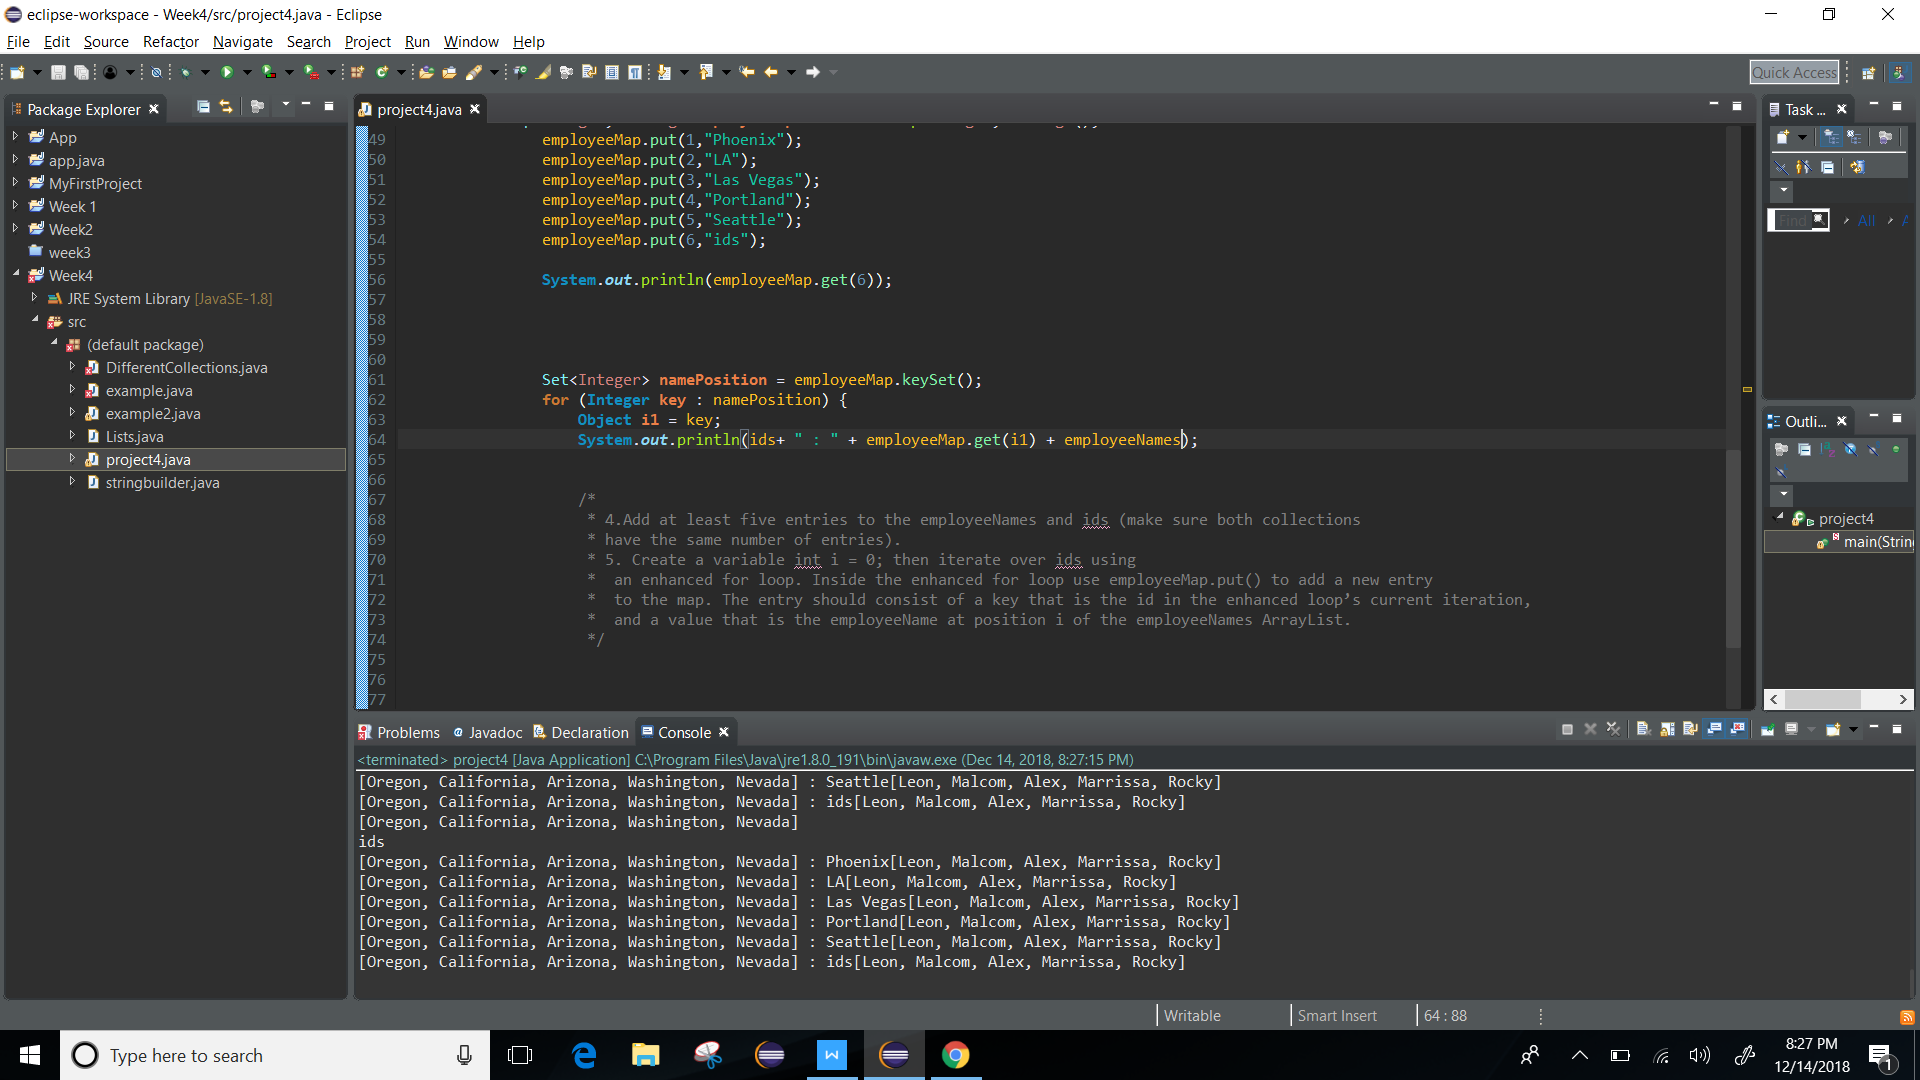 eclipse-workspace - Week4/src/project4.java - Eclipse
File Edit Source Refactor Navigate Search Project Run Window Help
Quick Access
Package Explorer
App
app.java
MyFirstProject
Week 1
Week2
week3
Week4
JRE System Library [JavaSE-1.8]
src
(default package)
DifferentCollections.java
example.java
example2.java
Lists.java
project4.java
stringbuilder.java
project4.java
49 employeeMap.put(1,"Phoenix");
50 employeeMap.put(2,"LA");
51 employeeMap.put(3,"Las Vegas");
52 employeeMap.put(4,"Portland");
53 employeeMap.put(5,"Seattle");
54 employeeMap.put(6,"ids");
55
56 System.out.println(employeeMap.get(6));
57
58
59
60
61 Set<Integer> namePosition = employeeMap.keySet();
62 for (Integer key : namePosition) {
63 Object i1 = key;
64 System.out.println(ids+ " : " + employeeMap.get(i1) + employeeNames);
65
66
67 /*
68 * 4.Add at least five entries to the employeeNames and ids (make sure both collections
69 * have the same number of entries).
70 * 5. Create a variable int i = 0; then iterate over ids using
71 * an enhanced for loop. Inside the enhanced for loop use employeeMap.put() to add a new entry
72 * to the map. The entry should consist of a key that is the id in the enhanced loop’s current iteration,
73 * and a value that is the employeeName at position i of the employeeNames ArrayList.
74 */
75
76
77
Task ...
Find All
Outli...
project4
main(Strin
Problems Javadoc Declaration Console
<terminated> project4 [Java Application] C:\Program Files\Java\jre1.8.0_191\bin\javaw.exe (Dec 14, 2018, 8:27:15 PM)
[Oregon, California, Arizona, Washington, Nevada] : Seattle[Leon, Malcom, Alex, Marrissa, Rocky]
[Oregon, California, Arizona, Washington, Nevada] : ids[Leon, Malcom, Alex, Marrissa, Rocky]
[Oregon, California, Arizona, Washington, Nevada]
ids
[Oregon, California, Arizona, Washington, Nevada] : Phoenix[Leon, Malcom, Alex, Marrissa, Rocky]
[Oregon, California, Arizona, Washington, Nevada] : LA[Leon, Malcom, Alex, Marrissa, Rocky]
[Oregon, California, Arizona, Washington, Nevada] : Las Vegas[Leon, Malcom, Alex, Marrissa, Rocky]
[Oregon, California, Arizona, Washington, Nevada] : Portland[Leon, Malcom, Alex, Marrissa, Rocky]
[Oregon, California, Arizona, Washington, Nevada] : Seattle[Leon, Malcom, Alex, Marrissa, Rocky]
[Oregon, California, Arizona, Washington, Nevada] : ids[Leon, Malcom, Alex, Marrissa, Rocky]
Writable Smart Insert 64 : 88
Type here to search
8:27 PM
12/14/2018
1